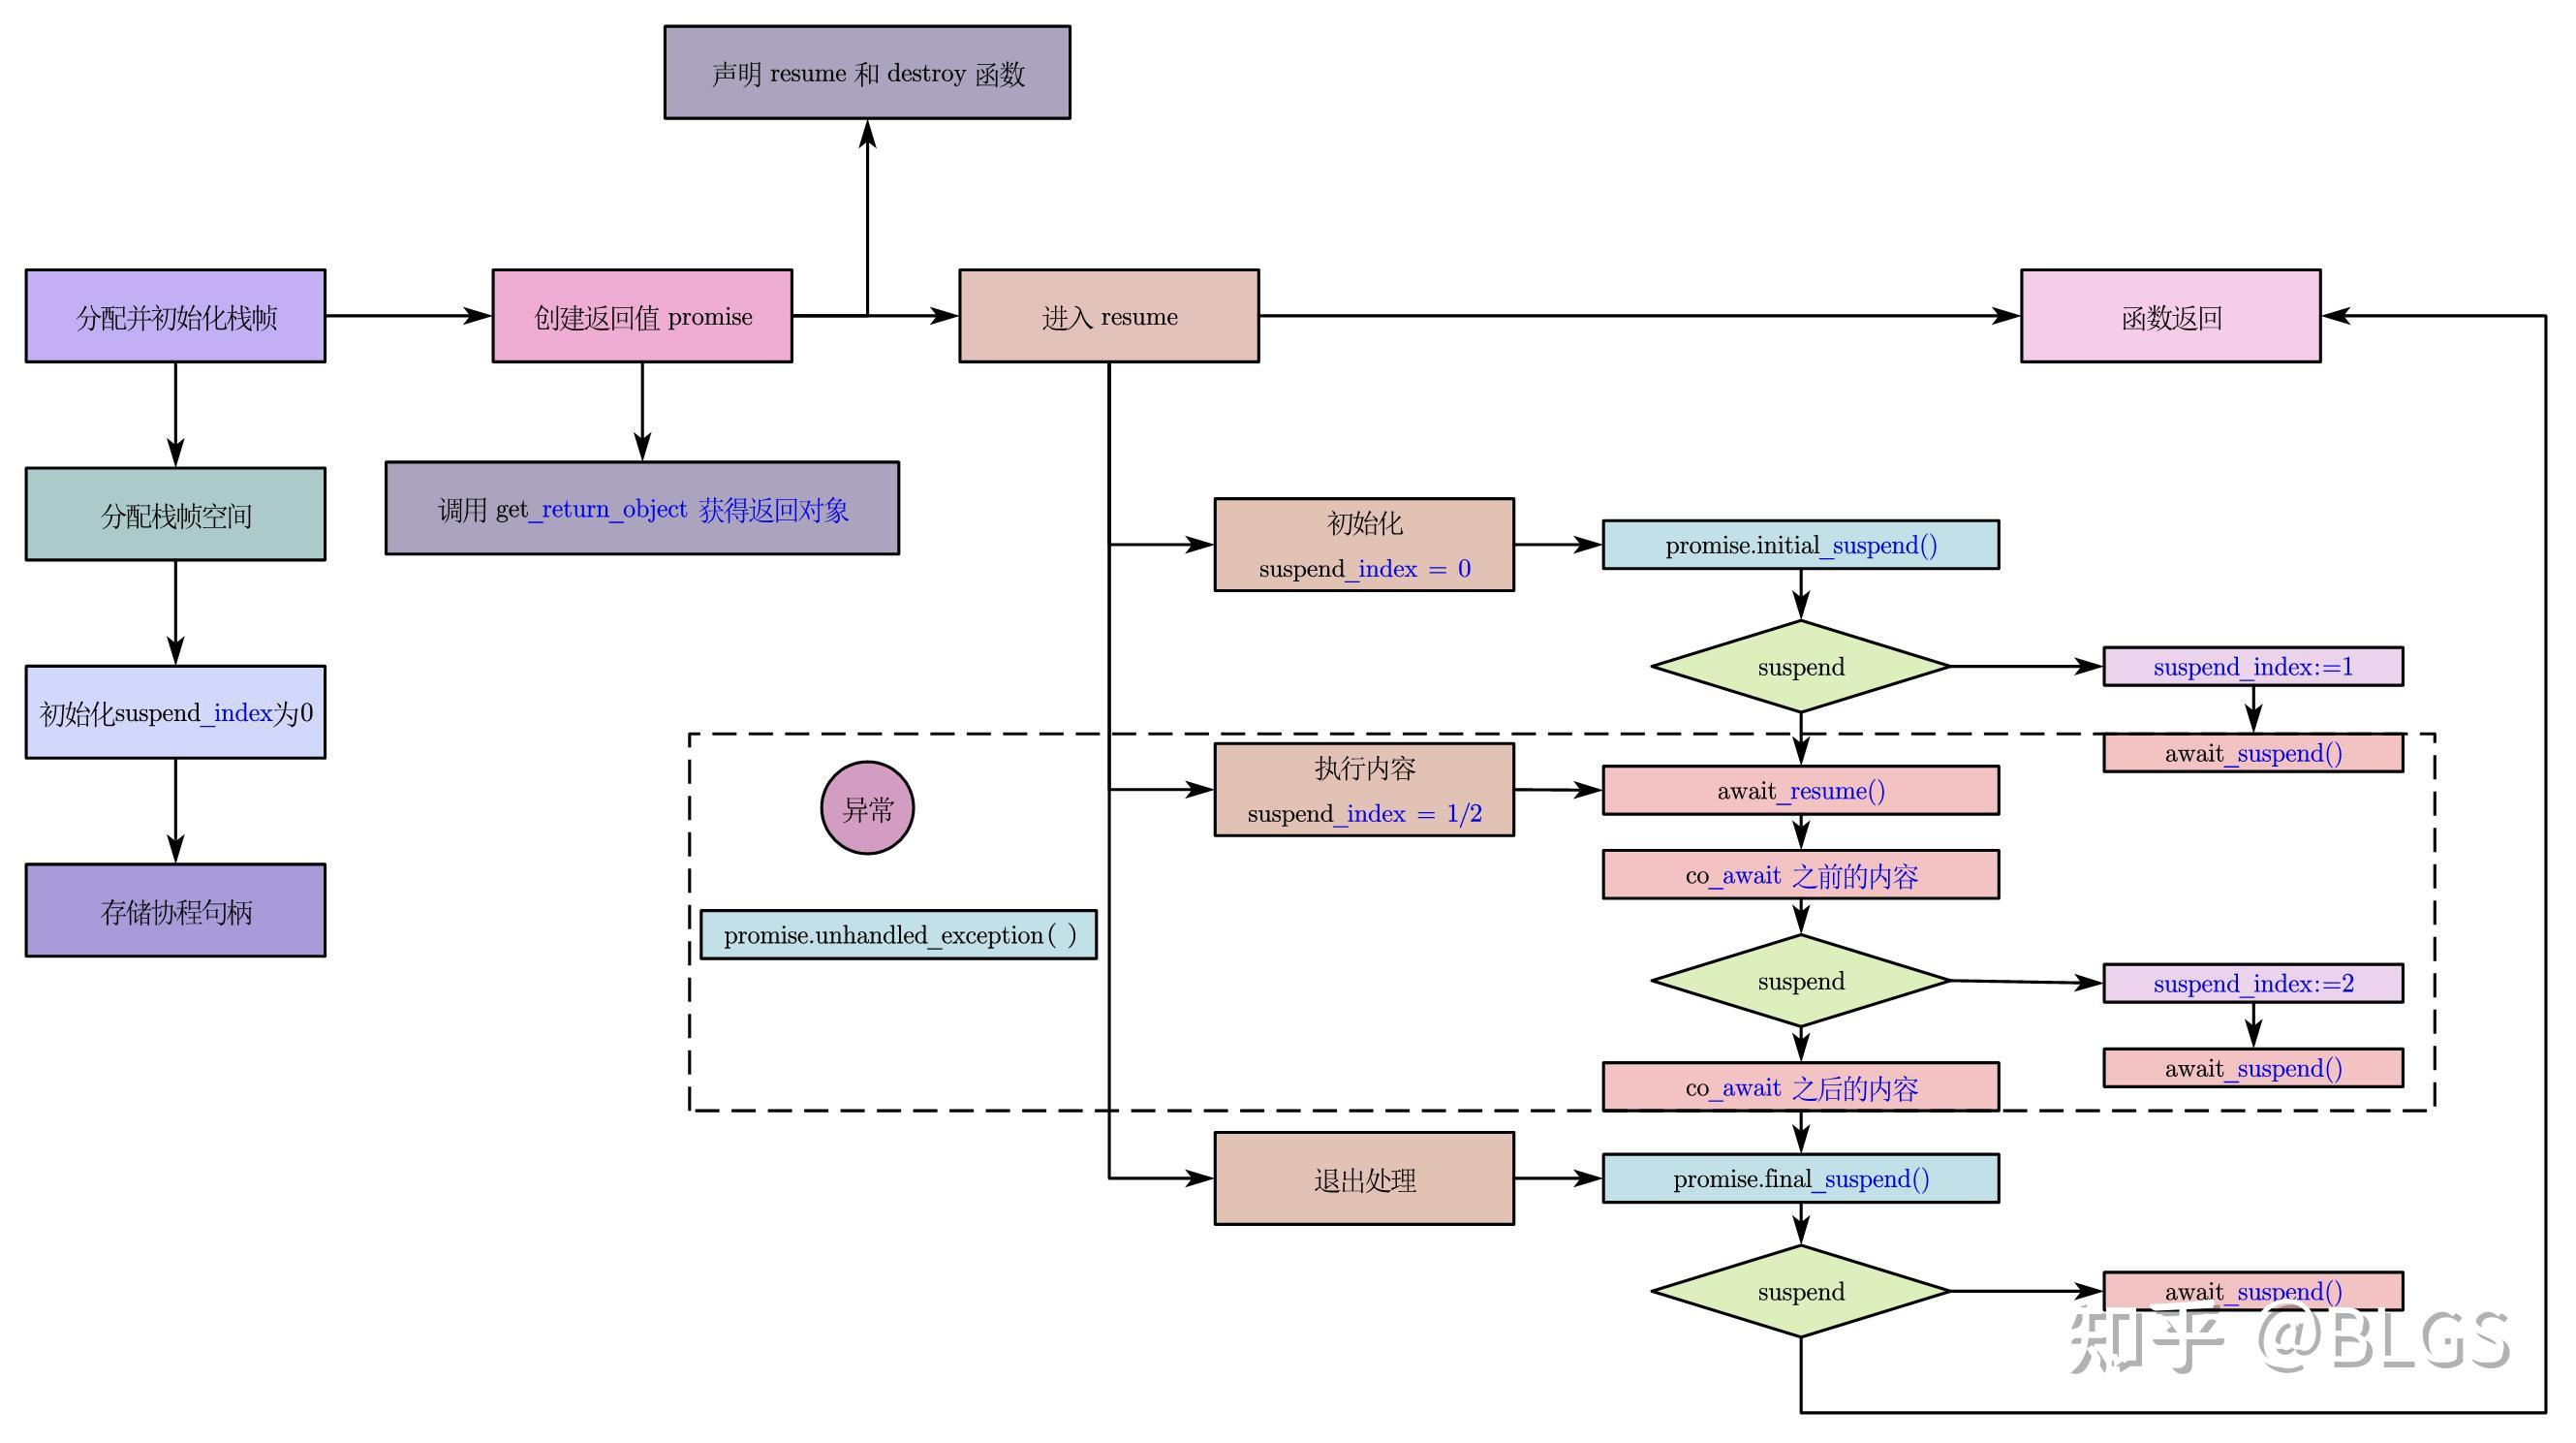 声明 resume 和 destroy 函数
分配并初始化栈帧
创建返回值 promise
进入 resume
函数返回
分配栈帧空间
调用 get_return_object 获得返回对象
初始化
suspend_index = 0
promise.initial_suspend()
suspend
suspend_index:=1
await_suspend()
初始化suspend_index为0
异常
执行内容
suspend_index = 1/2
await_resume()
co_await 之前的内容
存储协程句柄
promise.unhandled_exception( )
suspend
suspend_index:=2
await_suspend()
co_await 之后的内容
退出处理
promise.final_suspend()
suspend
await_suspend()
知乎 @BLGS